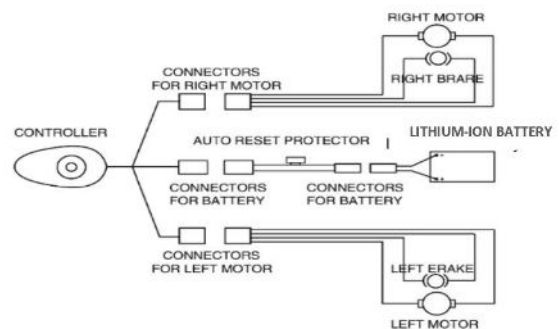 RIGHT MOTOR
RIGHT BRARE
CONNECTORS
FOR RIGHT MOTOR
CONTROLLER
AUTO RESET PROTECTOR
LITHIUM-ION BATTERY
CONNECTORS
FOR BATTERY
CONNECTORS
FOR BATTERY
CONNECTORS
FOR LEFT MOTOR
LEFT ERAKE
LEFT MOTOR